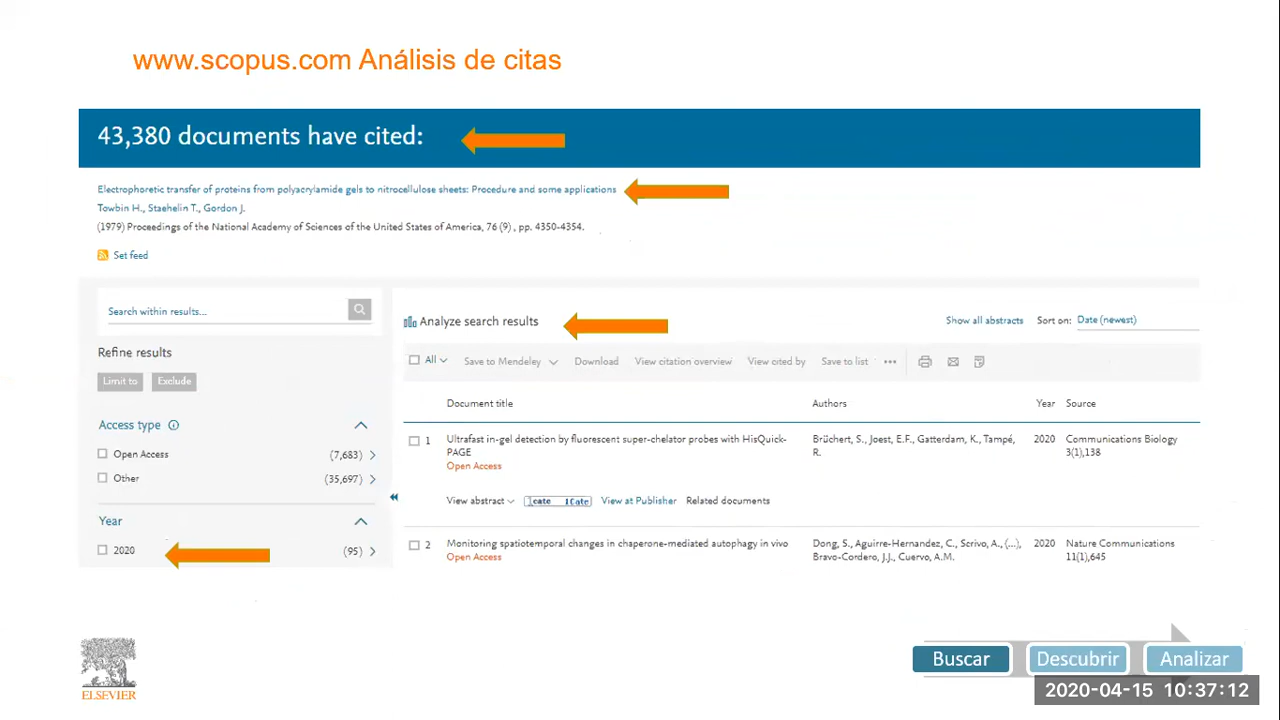 www.scopus.com Análisis de citas
43,380 documents have cited:
Electrophoretic transfer of proteins from polyacrylamide gels to nitrocellulose sheets: Procedure and some applications
Towbin H., Staehelin T., Gordon J.
(1979) Proceedings of the National Academy of Sciences of the United States of America, 76 (9) , pp. 4350-4354.
Set feed
Search within results...
Refine results
Limit to Exclude
Access type
Open Access (7,683)
Other (35,697)
Year
2020 (95)
Analyze search results
Show all abstracts Sort on: Date (newest)
All Save to Mendeley Download View citation overview View cited by Save to list
Document title Authors Year Source
1 Ultrafast in-gel detection by fluorescent super-chelator probes with HisQuick- Brüchert, S., Joest, E.F., Gatterdam, K., Tampé, 2020 Communications Biology
PAGE R. 3(1),138
Open Access
View abstract View at Publisher Related documents
2 Monitoring spatiotemporal changes in chaperone-mediated autophagy in vivo Dong, S., Aguirre-Hernandez, C., Scrivo, A., (...), 2020 Nature Communications
Open Access Bravo-Cordero, J.J., Cuervo, A.M. 11(1),645
ELSEVIER
Buscar Descubrir Analizar
2020-04-15 10:37:12